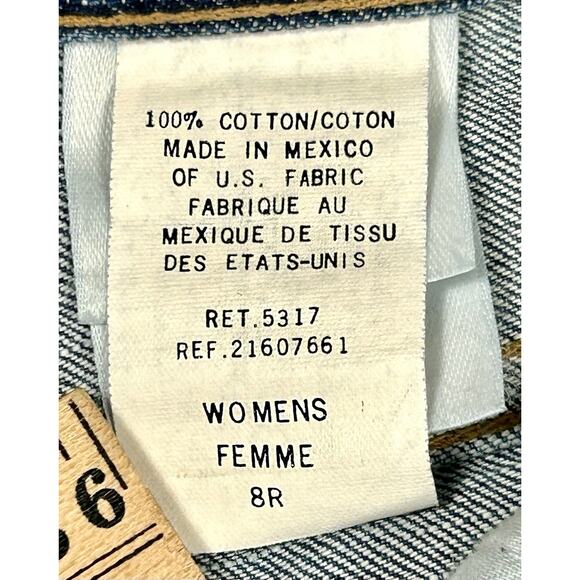 100% COTTON/COTON
MADE IN MEXICO
OF U.S. FABRIC
FABRIQUE AU
MEXIQUE DE TISSU
DES ETATS-UNIS
RET.5317
REF.21607661
WOMENS
FEMME
8R